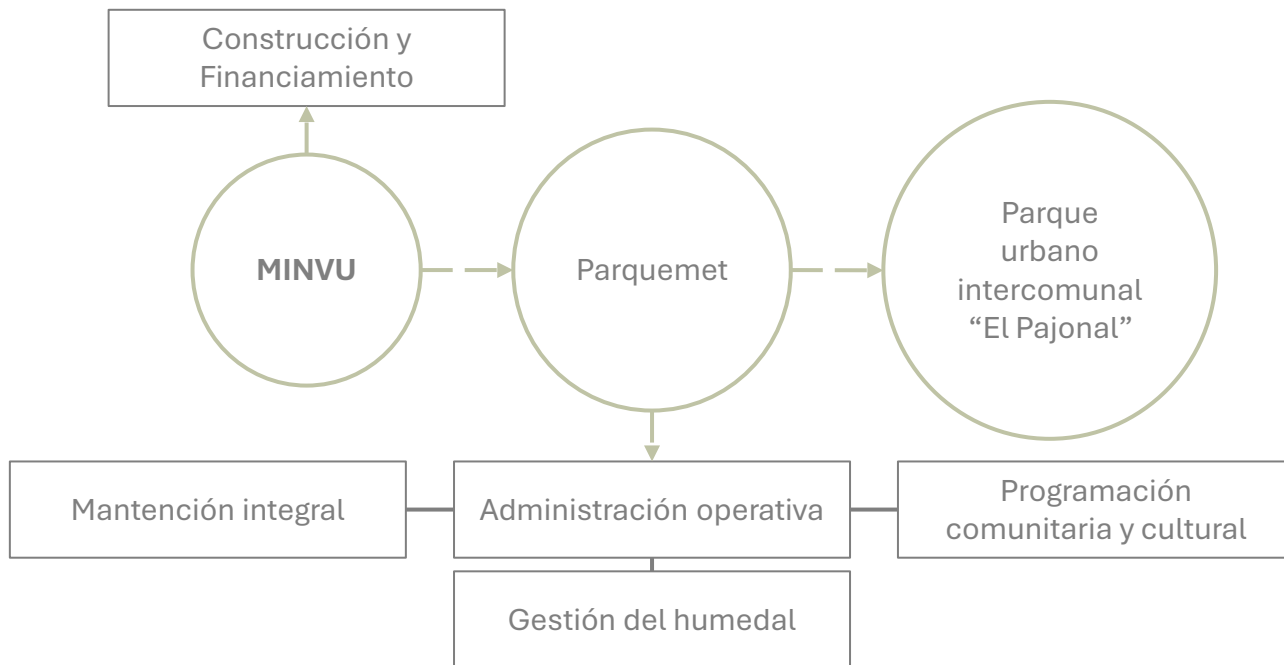 Construcción y
Financiamiento
MINVU
Parquemet
Parque
urbano
intercomunal
“El Pajonal”
Mantención integral
Administración operativa
Programación
comunitaria y cultural
Gestión del humedal